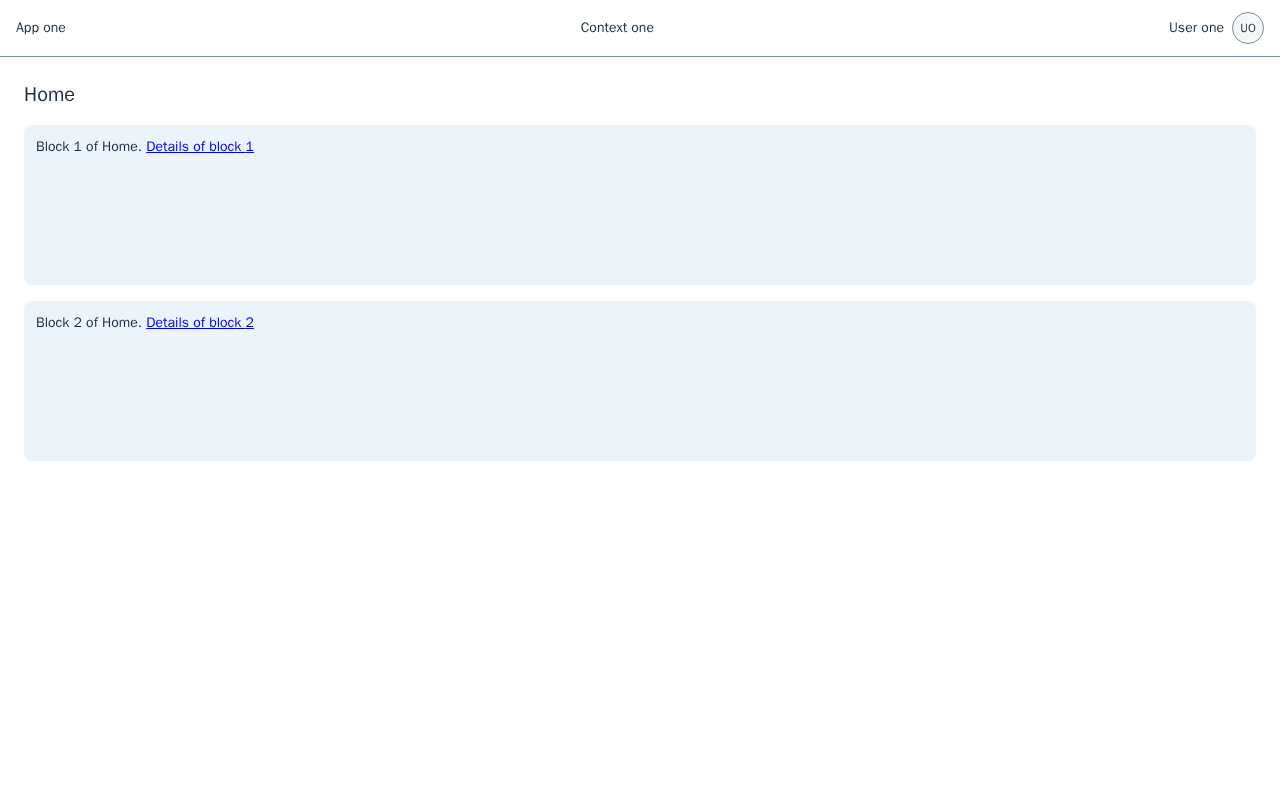 App one
Context one
User one
UO
Home
Block 1 of Home. Details of block 1
Block 2 of Home. Details of block 2